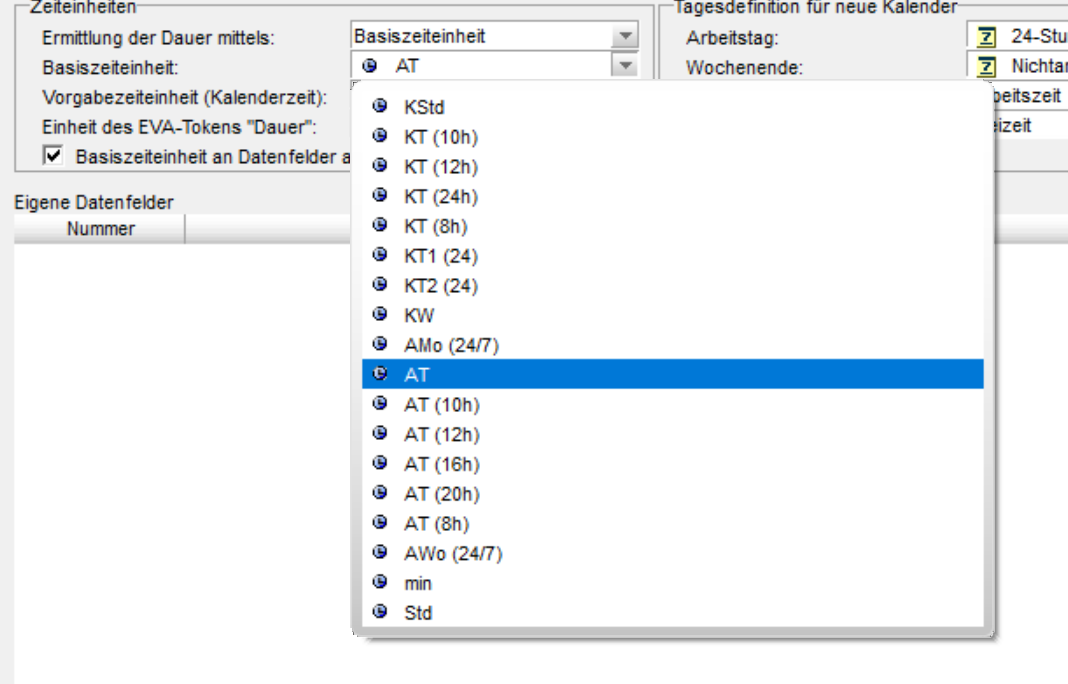 Zeiteinheiten
Ermittlung der Dauer mittels: Basiszeiteinheit
Basiszeiteinheit: AT
Vorgabezeiteinheit (Kalenderzeit):
Einheit des EVA-Tokens "Dauer":
Basiszeiteinheit an Datenfelder
Tagesdefinition für neue Kalender
Arbeitstag: 24-Stu
Wochenende: Nichtar
beitszeit
eizeit
Eigene Datenfelder
Nummer
KStd
KT (10h)
KT (12h)
KT (24h)
KT (8h)
KT1 (24)
KT2 (24)
KW
AMo (24/7)
AT
AT (10h)
AT (12h)
AT (16h)
AT (20h)
AT (8h)
AWo (24/7)
min
Std